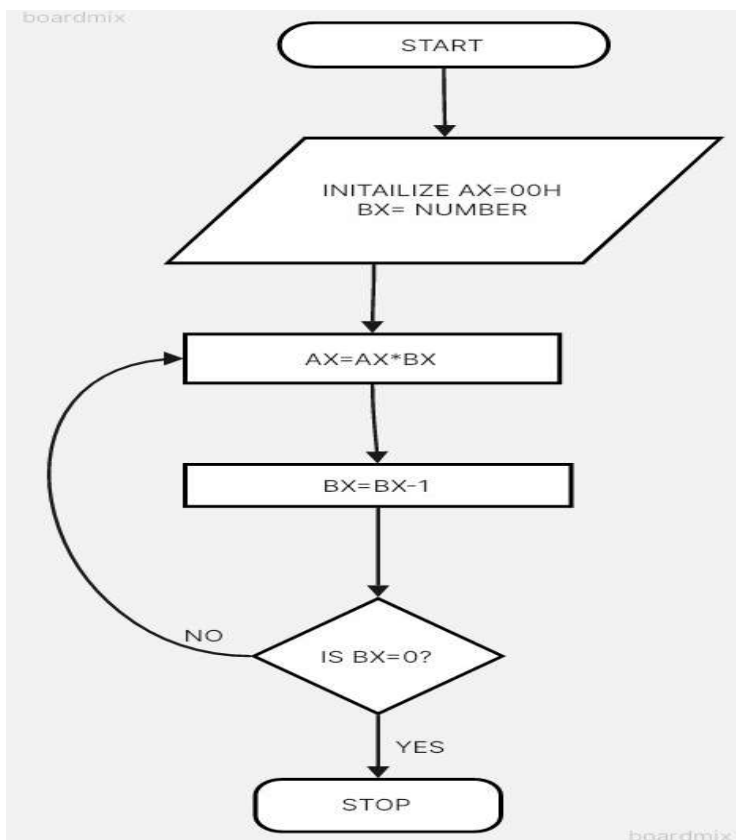 boardmix
START
INITAILIZE AX=00H
BX= NUMBER
AX=AX*BX
BX=BX-1
NO
IS BX=0?
YES
STOP
boardmix